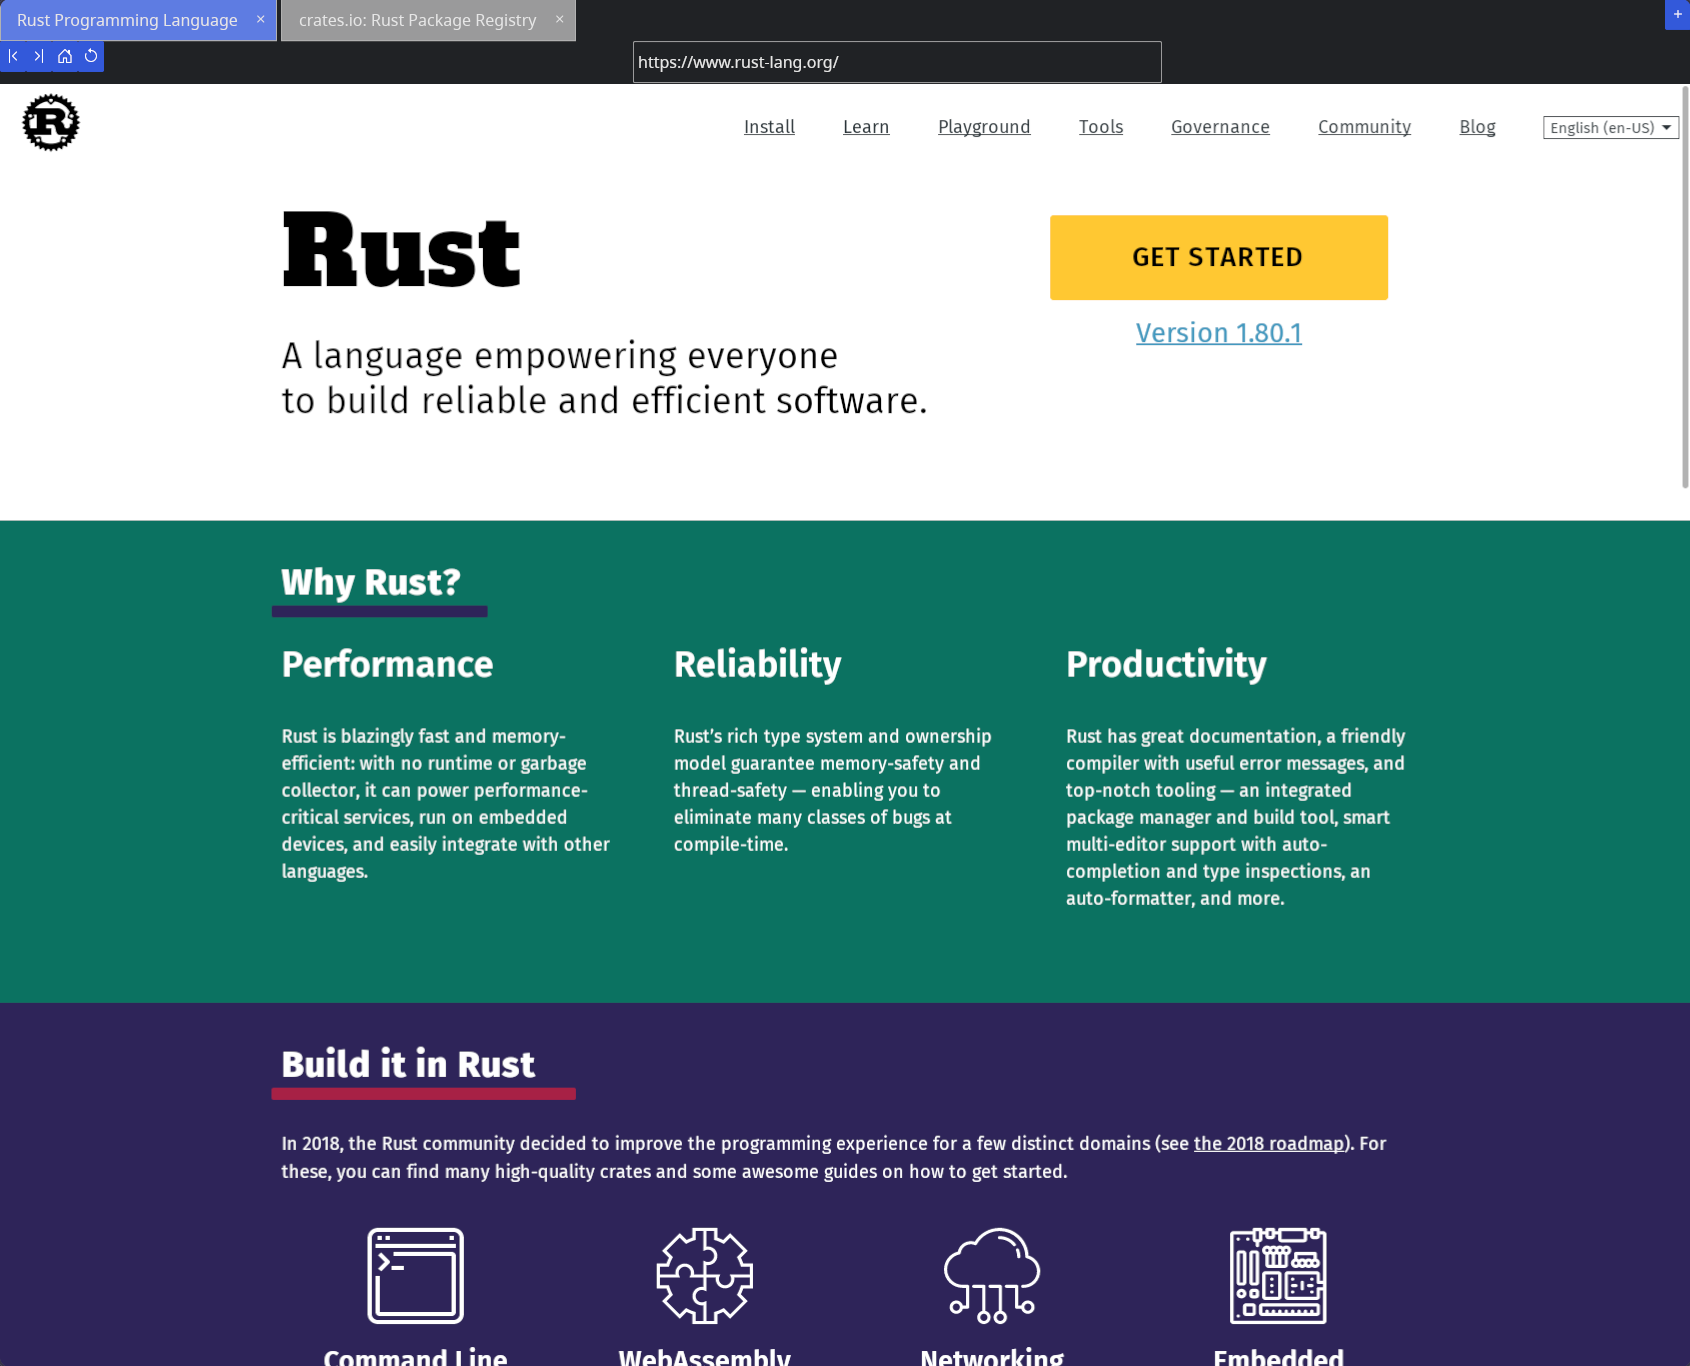 Rust Programming Language ×
crates.io: Rust Package Registry ×
+
https://www.rust-lang.org/
R
Install
Learn
Playground
Tools
Governance
Community
Blog
English (en-US)
Rust
A language empowering everyone
to build reliable and efficient software.
GET STARTED
Version 1.80.1
Why Rust?
Performance
Rust is blazingly fast and memory-
efficient: with no runtime or garbage
collector, it can power performance-
critical services, run on embedded
devices, and easily integrate with other
languages.
Reliability
Rust’s rich type system and ownership
model guarantee memory-safety and
thread-safety — enabling you to
eliminate many classes of bugs at
compile-time.
Productivity
Rust has great documentation, a friendly
compiler with useful error messages, and
top-notch tooling — an integrated
package manager and build tool, smart
multi-editor support with auto-
completion and type inspections, an
auto-formatter, and more.
Build it in Rust
In 2018, the Rust community decided to improve the programming experience for a few distinct domains (see the 2018 roadmap). For
these, you can find many high-quality crates and some awesome guides on how to get started.
Command Line
WebAssembly
Networking
Embedded